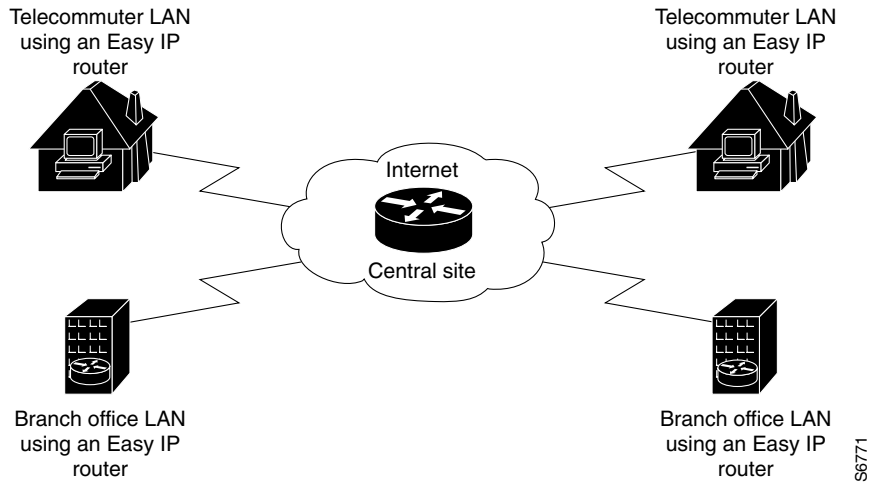 Telecommuter LAN
using an Easy IP
router
Telecommuter LAN
using an Easy IP
router
Internet
Central site
Branch office LAN
using an Easy IP
router
Branch office LAN
using an Easy IP
router
S6771